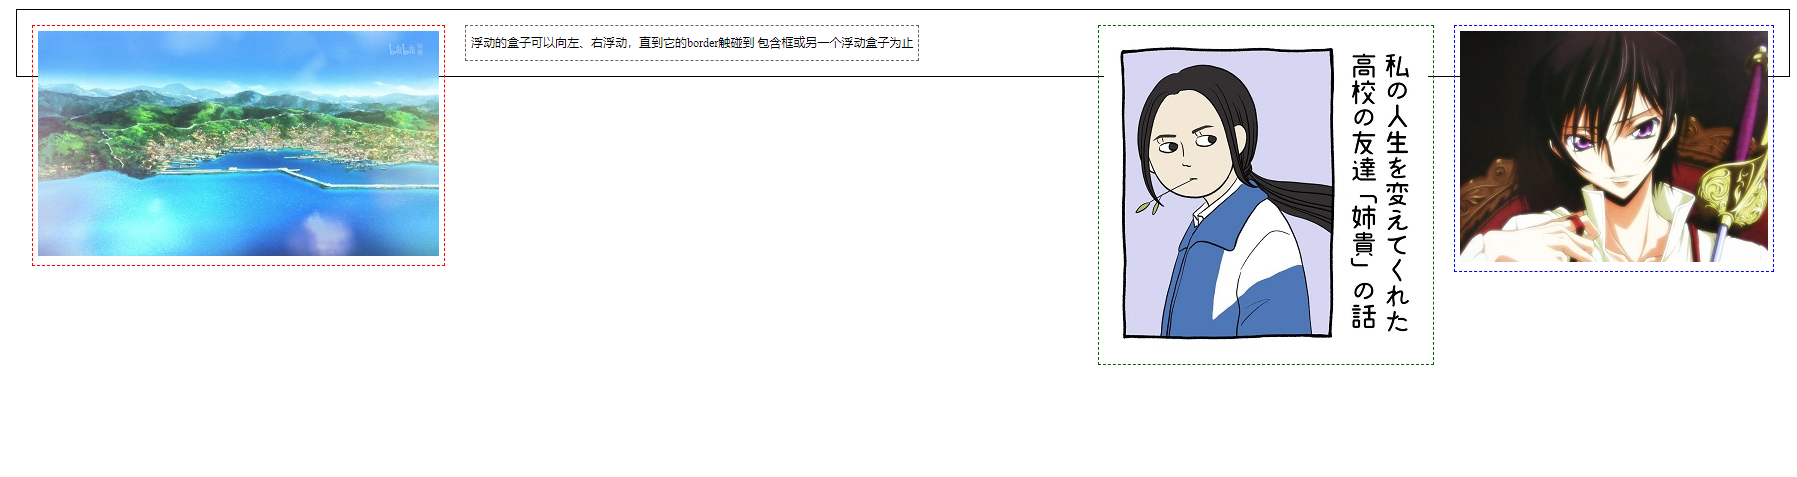 bilibili
浮动的盒子可以向左、右浮动，直到它的border触碰到 包含框或另一个浮动盒子为止
私の人生を変えてくれた
高校の友達「姉貴」の話